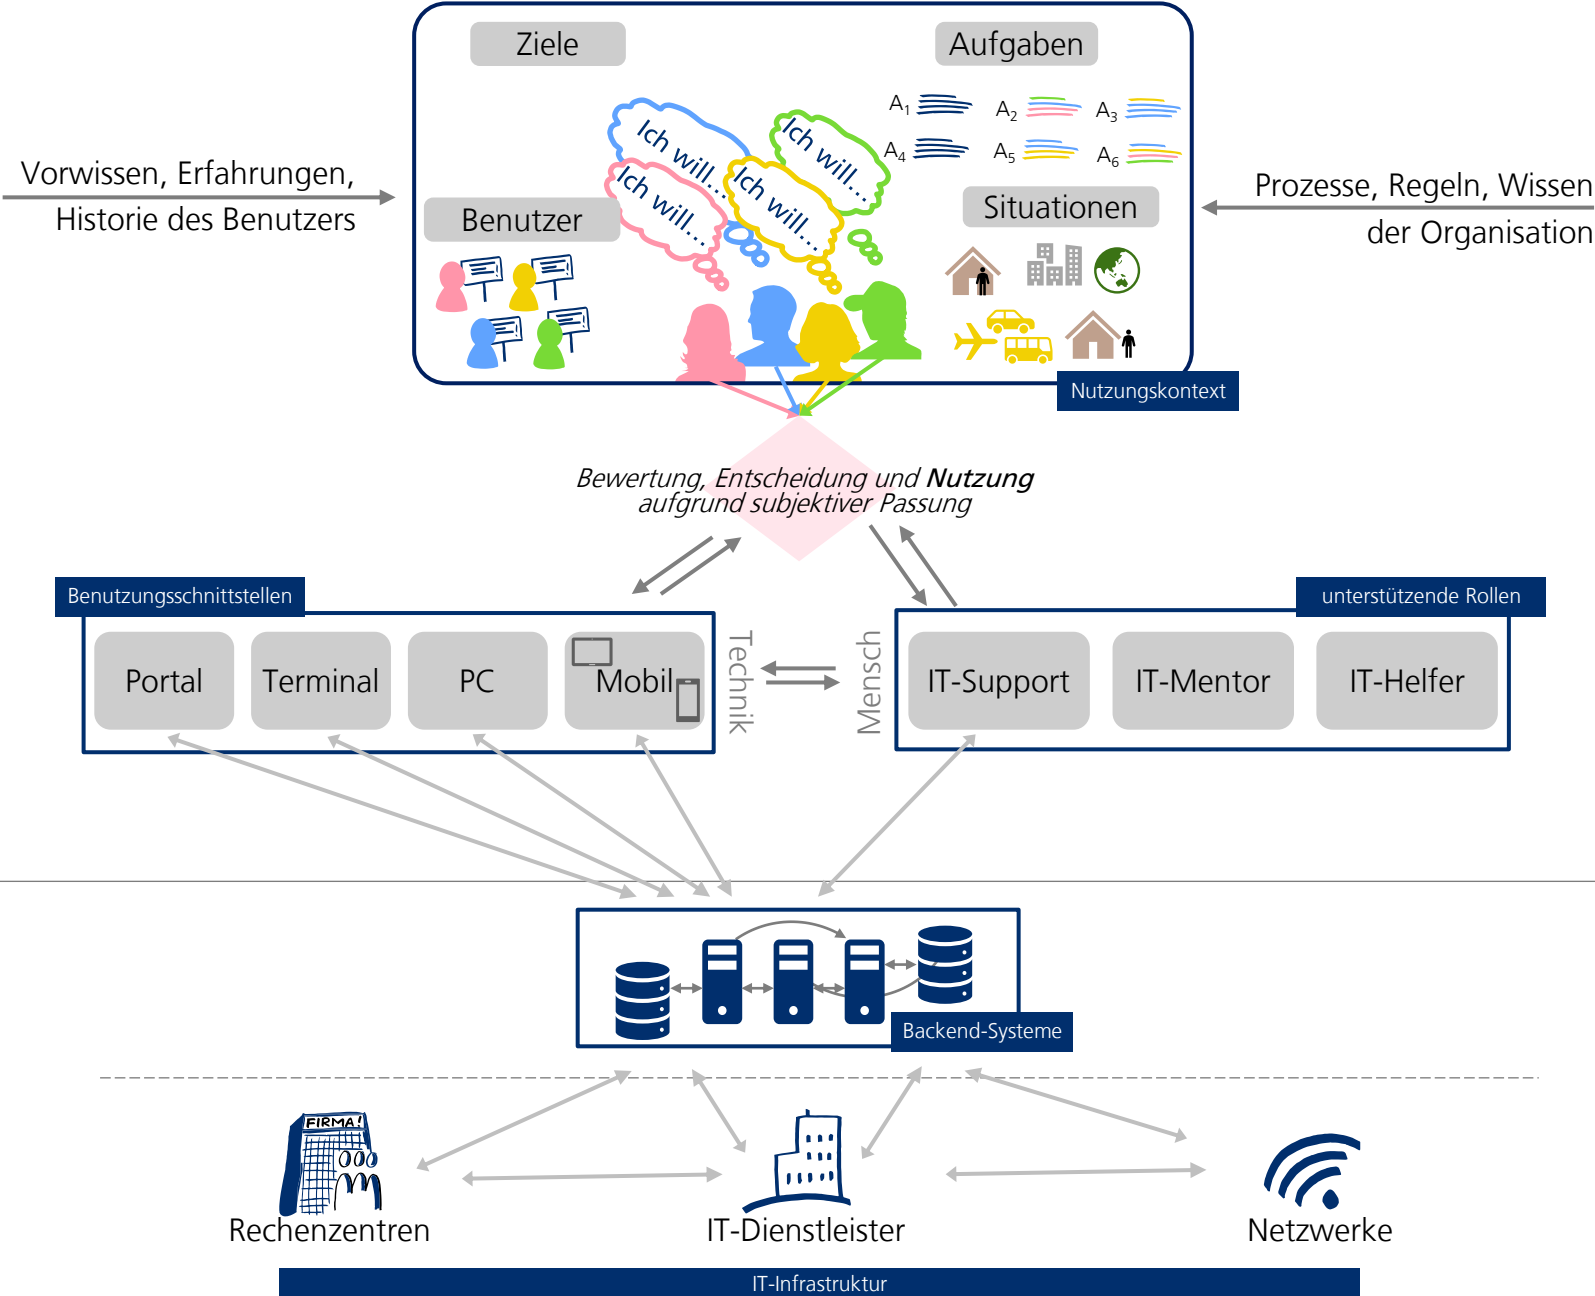 Ziele
Aufgaben
A1
A2
A3
A4
A5
A6
Ich will...
Ich will...
Ich will...
Ich will...
Vorwissen, Erfahrungen,
Historie des Benutzers
Benutzer
Situationen
Prozesse, Regeln, Wissen
der Organisation
Nutzungskontext
Bewertung, Entscheidung und Nutzung
aufgrund subjektiver Passung
Benutzungsschnittstellen
unterstützende Rollen
Portal
Terminal
PC
Mobil
Technik
Mensch
IT-Support
IT-Mentor
IT-Helfer
Backend-Systeme
FIRMA!
Rechenzentren
IT-Dienstleister
Netzwerke
IT-Infrastruktur